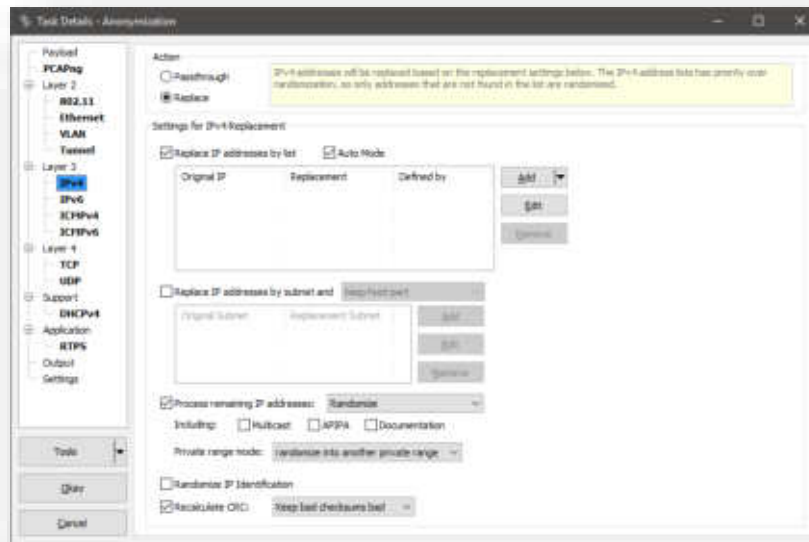 Task Details - Anonymization
Payload
PCAPng
Layer 2
802.11
Ethernet
VLAN
Tunnel
Layer 3
IPv4
IPv6
ICMPv4
ICMPv6
Layer 4
TCP
UDP
Support
DHCPv4
Application
RTPS
Output
Settings
Tools
Okay
Cancel
Action
Passthrough
Replace
IPv4 addresses will be replaced based on the replacement settings below. The IPv4 address lists has priority over
randomization, so only addresses that are not found in the list are randomized.
Settings for IPv4 Replacement
Replace IP addresses by list Auto Mode
Original IP Replacement Defined by
Add
Edit
Remove
Replace IP addresses by subnet and keep host part
Original Subnet Replacement Subnet
Add
Edit
Remove
Process remaining IP addresses: Randomize
Including: Multicast APIPA Documentation
Private range mode: randomize into another private range
Randomize IP Identification
Recalculate CRC: Keep bad checksums bad